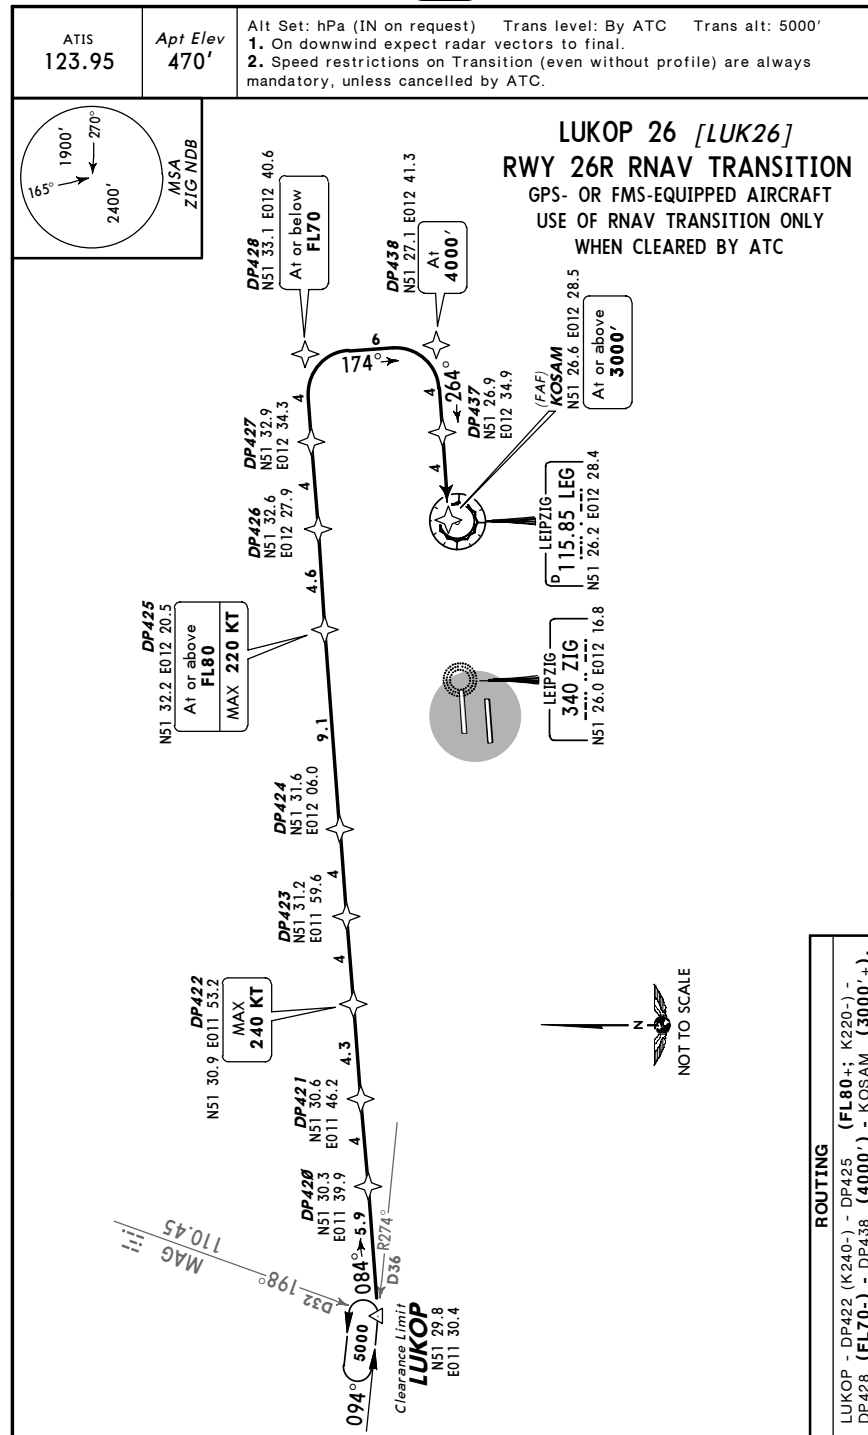 ATIS
123.95
Apt Elev
470'
Alt Set: hPa (IN on request) Trans level: By ATC Trans alt: 5000'
1. On downwind expect radar vectors to final.
2. Speed restrictions on Transition (even without profile) are always
mandatory, unless cancelled by ATC.
165°
1900'
270°
2400'
MSA
ZIG NDB
LUKOP 26 [LUK26]
RWY 26R RNAV TRANSITION
GPS- OR FMS-EQUIPPED AIRCRAFT
USE OF RNAV TRANSITION ONLY
WHEN CLEARED BY ATC
DP428
N51 33.1 E012 40.6
At or below
FL70
DP438
N51 27.1 E012 41.3
At
4000'
6
174°
4
264°
4
(FAF)
KOSAM
N51 26.6 E012 28.5
At or above
3000'
DP427
N51 32.9
E012 34.3
DP437
N51 26.9
E012 34.9
4
4
DP426
N51 32.6
E012 27.9
LEIPZIG
D 115.85 LEG
N51 26.2 E012 28.4
4.6
DP425
N51 32.2 E012 20.5
At or above
FL80
MAX 220 KT
LEIPZIG
340 ZIG
N51 26.0 E012 16.8
9.1
DP424
N51 31.6
E012 06.0
4
DP423
N51 31.2
E011 59.6
4
DP422
N51 30.9 E011 53.2
MAX
240 KT
N
NOT TO SCALE
4.3
DP421
N51 30.6
E011 46.2
4
DP420
N51 30.3
E011 39.9
5.9
084°
R274°
D36
MAG
110.45
198°
D32
5000
094°
Clearance Limit
LUKOP
N51 29.8
E011 30.4
ROUTING
LUKOP - DP422 (K240-) - DP425 (FL80+; K220-) -
DP428 (FL70-) - DP438 (4000') - KOSAM (3000'+).